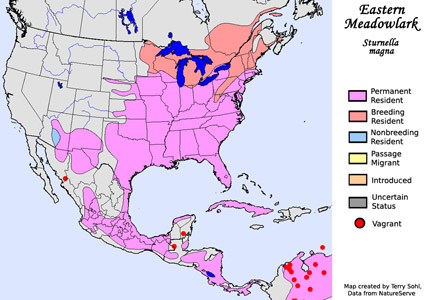 Eastern
Meadowlark
Sturnella
magna
Permanent
Resident
Breeding
Resident
Nonbreeding
Resident
Passage
Migrant
Introduced
Uncertain
Status
Vagrant
Map created by Terry Sohl,
Data from NatureServe